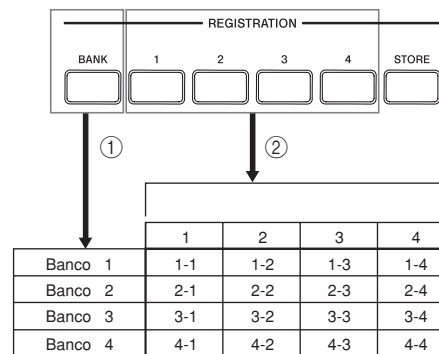 REGISTRATION
BANK 1 2 3 4 STORE
① ②
1 2 3 4
Banco 1 1-1 1-2 1-3 1-4
Banco 2 2-1 2-2 2-3 2-4
Banco 3 3-1 3-2 3-3 3-4
Banco 4 4-1 4-2 4-3 4-4